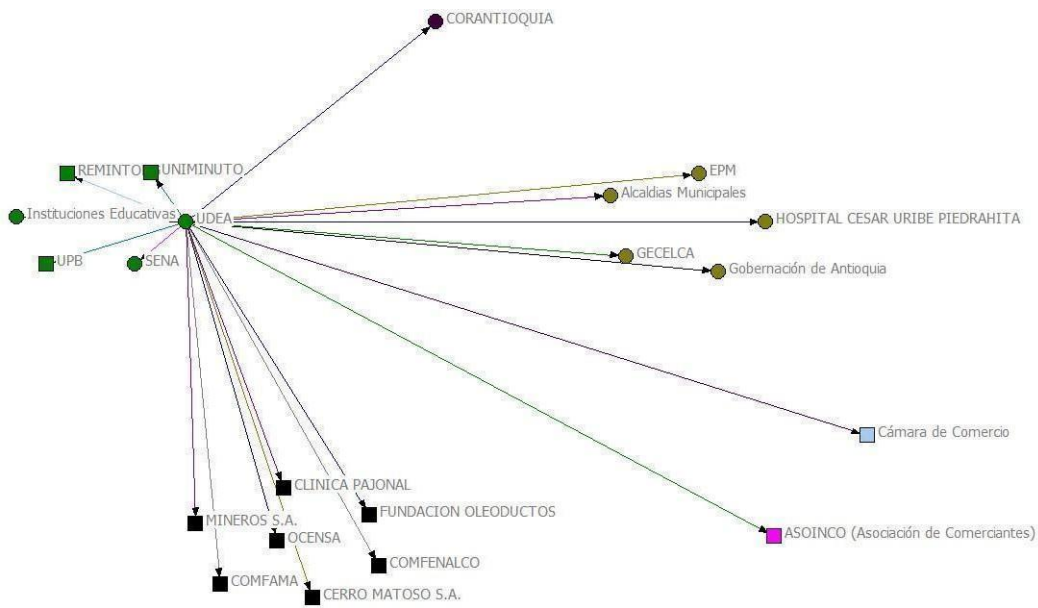 CORANTIOQUIA
REMINTO
UNIMINUTO
EPM
Alcaldias Municipales
Instituciones Educativas
UDEA
HOSPITAL CESAR URIBE PIEDRAHITA
UPB
SENA
GECELCA
Gobernación de Antioquia
Cámara de Comercio
CLINICA PAJONAL
FUNDACION OLEODUCTOS
MINEROS S.A.
OCENSA
ASOINCO (Asociación de Comerciantes)
COMFENALCO
COMFAMA
CERRO MATOSO S.A.